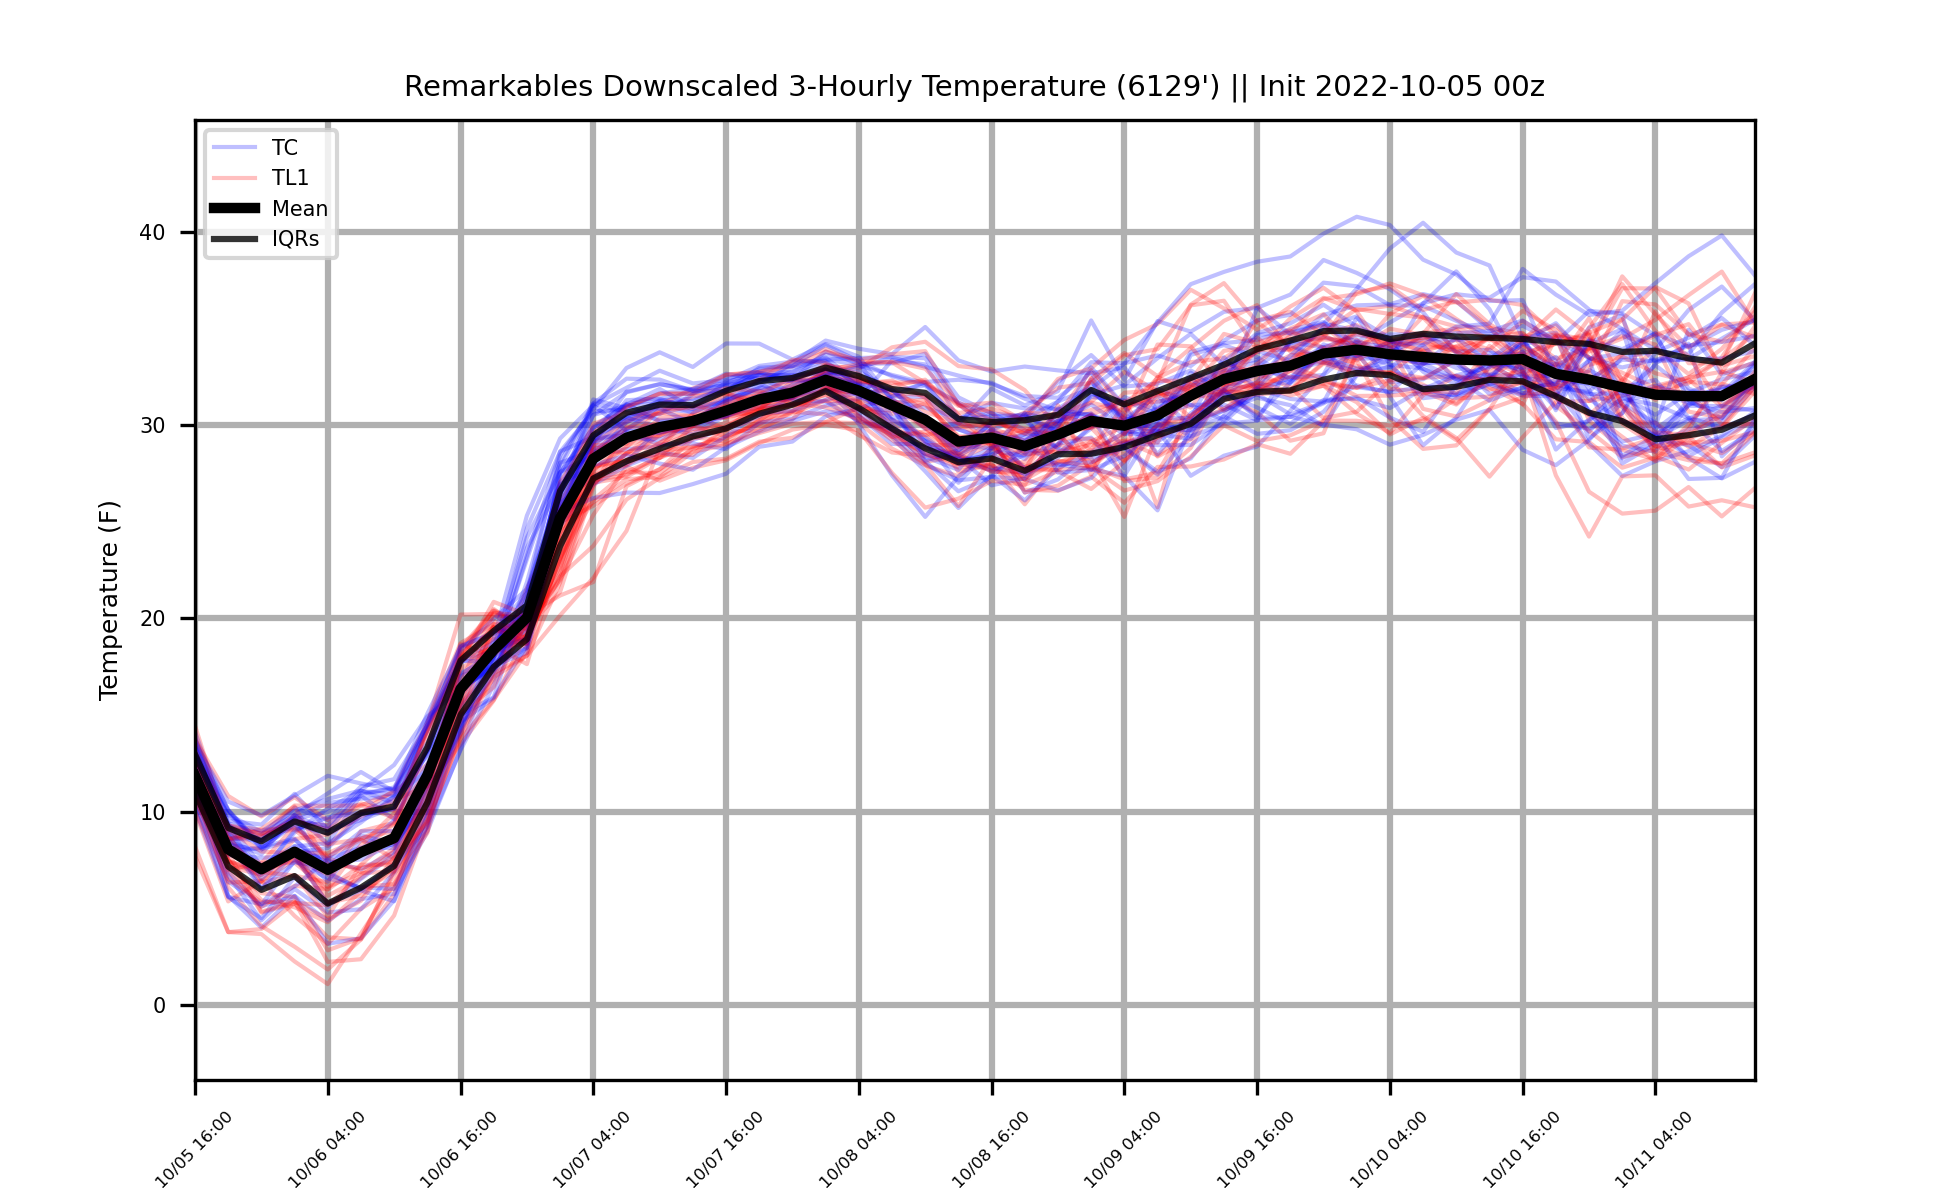 Remarkables Downscaled 3-Hourly Temperature (6129') || Init 2022-10-05 00z
TC
TL1
Mean
IQRs
Temperature (F)
40
30
20
10
0
10/05 16:00
10/06 04:00
10/06 16:00
10/07 04:00
10/07 16:00
10/08 04:00
10/08 16:00
10/09 04:00
10/09 16:00
10/10 04:00
10/10 16:00
10/11 04:00